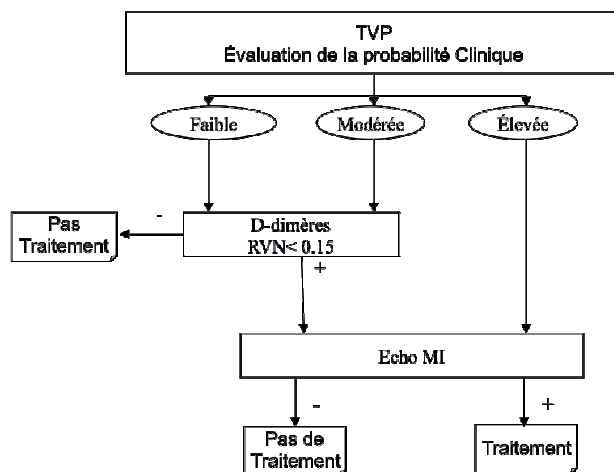 TVP
Évaluation de la probabilité Clinique
Faible
Modérée
Élevée
-
Pas
Traitement
D-dimères
RVN< 0.15
+
Echo MI
-
+
Pas de
Traitement
Traitement